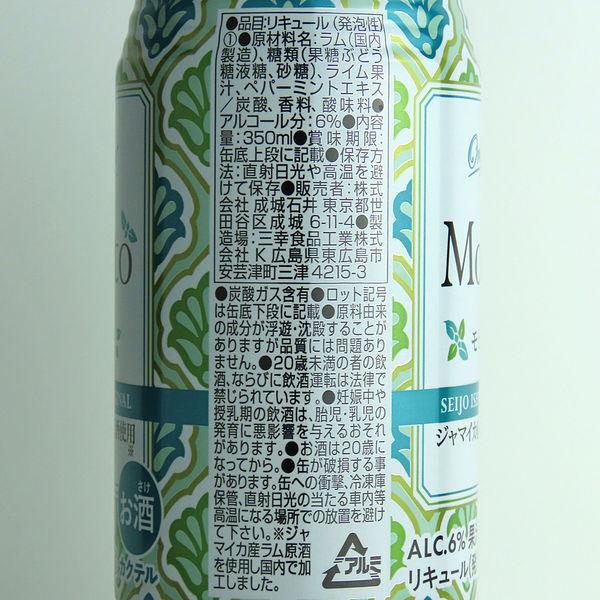 ●品目:リキュール(発泡性)
①●原材料名:ラム(国内
製造)、糖類(果糖ぶどう
糖液糖、砂糖)、ライム果
汁、ペパーミントエキス
/炭酸、香料、酸味料●
アルコール分:6%●内容
量:350ml●賞味期限:
缶底上段に記載●保存方
法:直射日光や高温を避
けて保存●販売者:株式
会社 成城石井 東京都世
田谷区成城 6-11-4●製
造場:三幸食品工業株式
会社 K 広島県東広島市
安芸津町三津 4215-3
●炭酸ガス含有●ロット記号
は缶底下段に記載●原料由来
の成分が浮遊・沈殿することが
ありますが品質には問題あり
ません。●20歳未満の者の飲
酒、ならびに飲酒運転は法律で
禁じられています。●妊娠中や
授乳期の飲酒は、胎児・乳児の
発育に悪影響を与えるおそれ
があります。●お酒は20歳に
なってから。●缶が破損する事
があります。缶への衝撃、冷凍庫
保管、直射日光の当たる車内等
高温になる場所での放置を避け
て下さい。※ジャ
マイカ産ラム原酒
を使用し国内で加
工しました。
アルミ
TO
NAL
使用
※
さけ
お酒
カクテル
Mo
モ
SEIJO IS
ジャマイカ
ALC.6% 果
リキュール(発